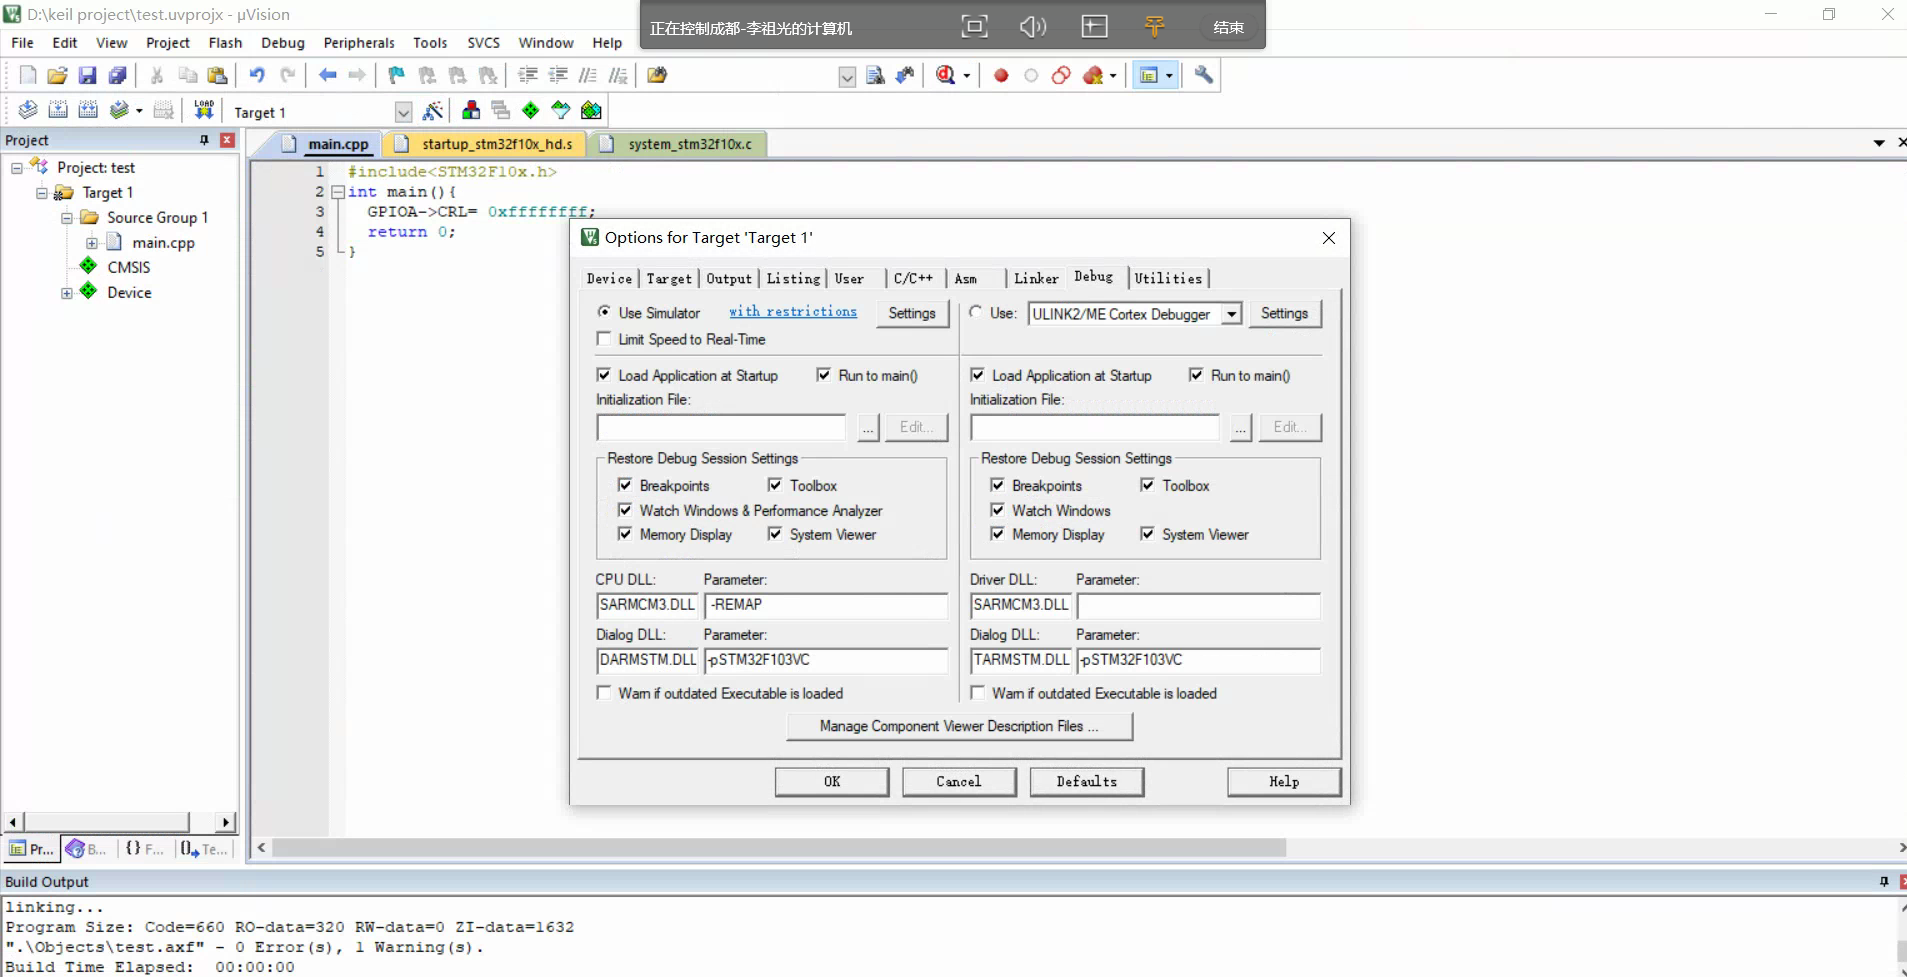 D:\keil project\test.uvprojx - µVision
正在控制成都-李祖光的计算机
结束
File Edit View Project Flash Debug Peripherals Tools SVCS Window Help
LOAD
Target 1
Project
main.cpp startup_stm32f10x_hd.s system_stm32f10x.c
Project: test
Target 1
Source Group 1
main.cpp
CMSIS
Device
1 #include<STM32F10x.h>
2 int main(){
3 GPIOA->CRL= 0xffffffff;
4 return 0;
5 }
Options for Target 'Target 1'
Device Target Output Listing User C/C++ Asm Linker Debug Utilities
Use Simulator with restrictions Settings
Use: ULINK2/ME Cortex Debugger Settings
Limit Speed to Real-Time
Load Application at Startup Run to main()
Load Application at Startup Run to main()
Initialization File:
Initialization File:
... Edit...
... Edit...
Restore Debug Session Settings
Breakpoints Toolbox
Watch Windows & Performance Analyzer
Memory Display System Viewer
Restore Debug Session Settings
Breakpoints Toolbox
Watch Windows
Memory Display System Viewer
CPU DLL: Parameter:
SARMCM3.DLL -REMAP
Dialog DLL: Parameter:
DARMSTM.DLL -pSTM32F103VC
Warn if outdated Executable is loaded
Driver DLL: Parameter:
SARMCM3.DLL
Dialog DLL: Parameter:
TARMSTM.DLL -pSTM32F103VC
Warn if outdated Executable is loaded
Manage Component Viewer Description Files ...
OK Cancel Defaults Help
Pr... B... {} F... Te...
Build Output
linking...
Program Size: Code=660 RO-data=320 RW-data=0 ZI-data=1632
".\Objects\test.axf" - 0 Error(s), 1 Warning(s).
Build Time Elapsed: 00:00:00